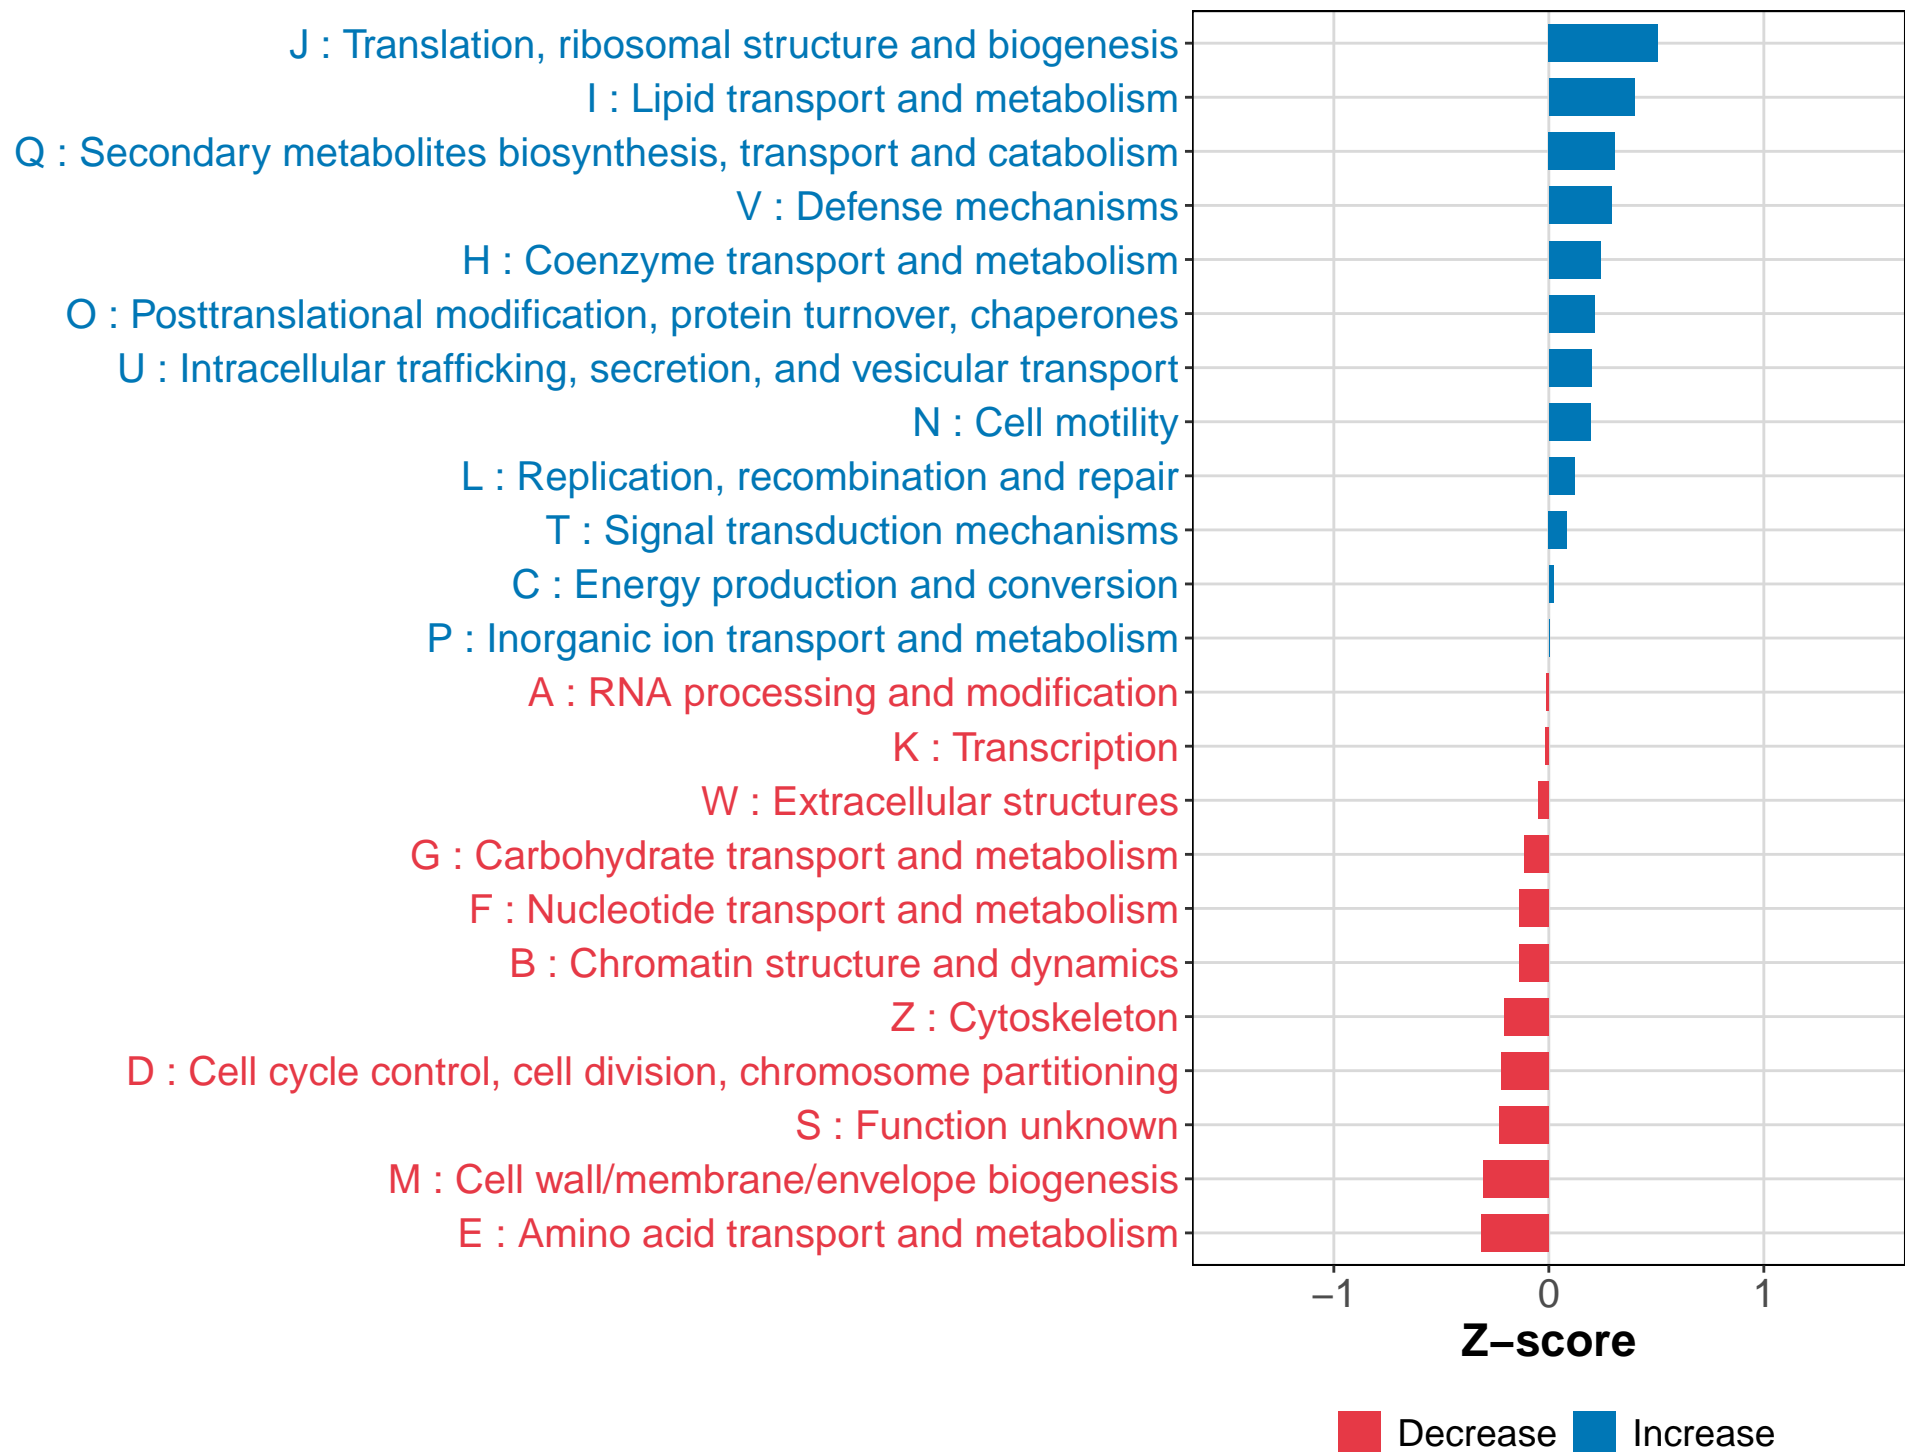 J : Translation, ribosomal structure and biogenesis
I : Lipid transport and metabolism
Q : Secondary metabolites biosynthesis, transport and catabolism
V : Defense mechanisms
H : Coenzyme transport and metabolism
O : Posttranslational modification, protein turnover, chaperones
U : Intracellular trafficking, secretion, and vesicular transport
N : Cell motility
L : Replication, recombination and repair
T : Signal transduction mechanisms
C : Energy production and conversion
P : Inorganic ion transport and metabolism
A : RNA processing and modification
K : Transcription
W : Extracellular structures
G : Carbohydrate transport and metabolism
F : Nucleotide transport and metabolism
B : Chromatin structure and dynamics
Z : Cytoskeleton
D : Cell cycle control, cell division, chromosome partitioning
S : Function unknown
M : Cell wall/membrane/envelope biogenesis
E : Amino acid transport and metabolism
−1 0 1
Z−score
Decrease Increase